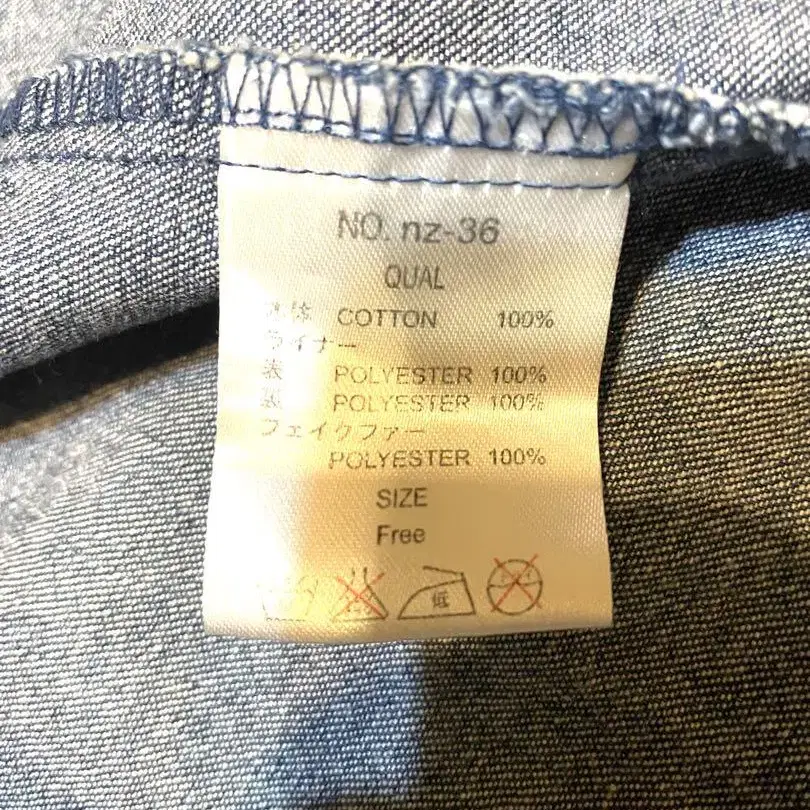 NO. nz-36
QUAL
本体 COTTON 100%
ライナー
表 POLYESTER 100%
裏 POLYESTER 100%
フェイクファー
POLYESTER 100%
SIZE
Free
低